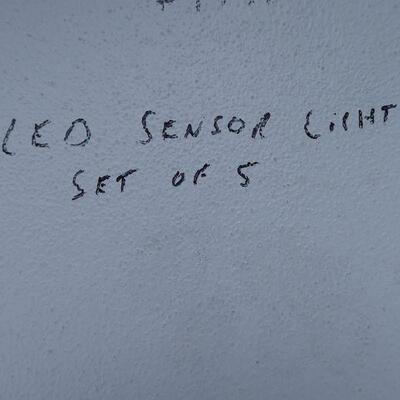 LED SENSOR LIGHT
SET OF 5